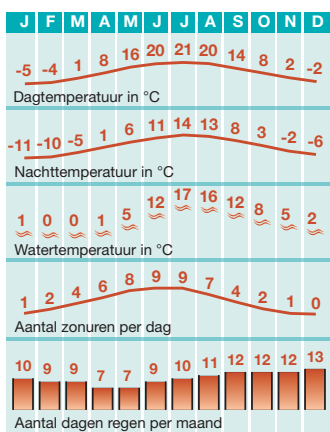 J F M A M J J A S O N D
-5 -4 1 8 16 20 21 20 14 8 2 -2
Dagtemperatuur in °C
-11 -10 -5 1 6 11 14 13 8 3 -2 -6
Nachttemperatuur in °C
1 0 0 1 5 12 17 16 12 8 5 2
Watertemperatuur in °C
1 2 4 6 8 9 9 7 4 2 1 0
Aantal zonuren per dag
10 9 9 7 7 9 10 11 12 12 12 13
Aantal dagen regen per maand